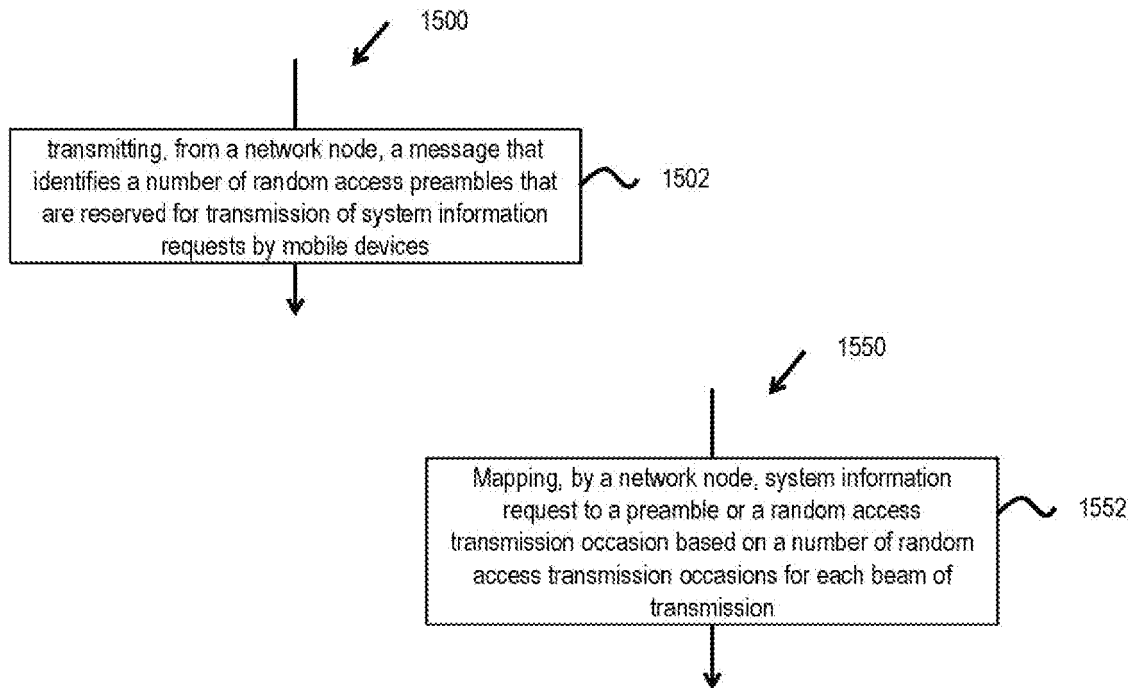 1500
transmitting, from a network node, a message that
identifies a number of random access preambles that
are reserved for transmission of system information
requests by mobile devices
1502
1550
Mapping, by a network node, system information
request to a preamble or a random access
transmission occasion based on a number of random
access transmission occasions for each beam of
transmission
1552